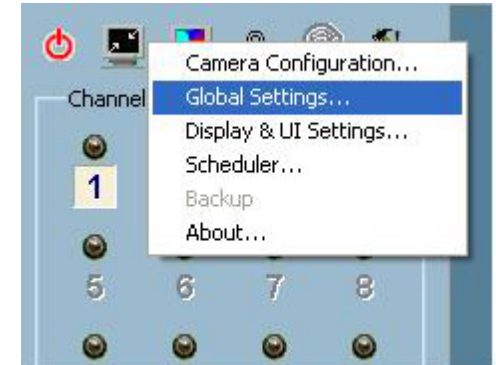 Camera Configuration...
Channel
Global Settings...
Display & UI Settings...
Scheduler...
1
Backup
About...
5 6 7 8